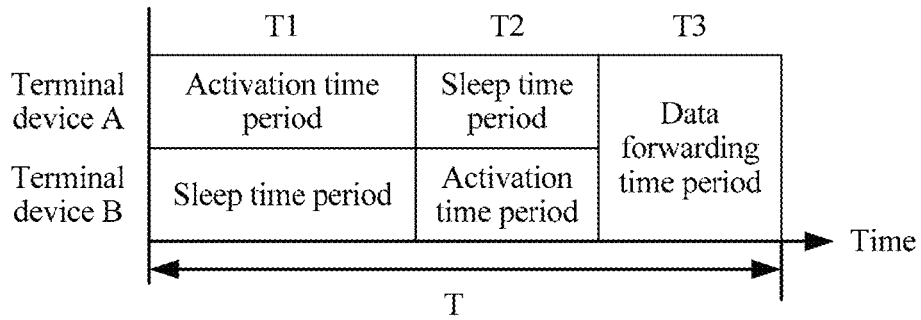 T1
T2
T3
Terminal
device A
Activation time
period
Sleep time
period
Data
forwarding
time period
Terminal
device B
Sleep time period
Activation
time period
Time
T